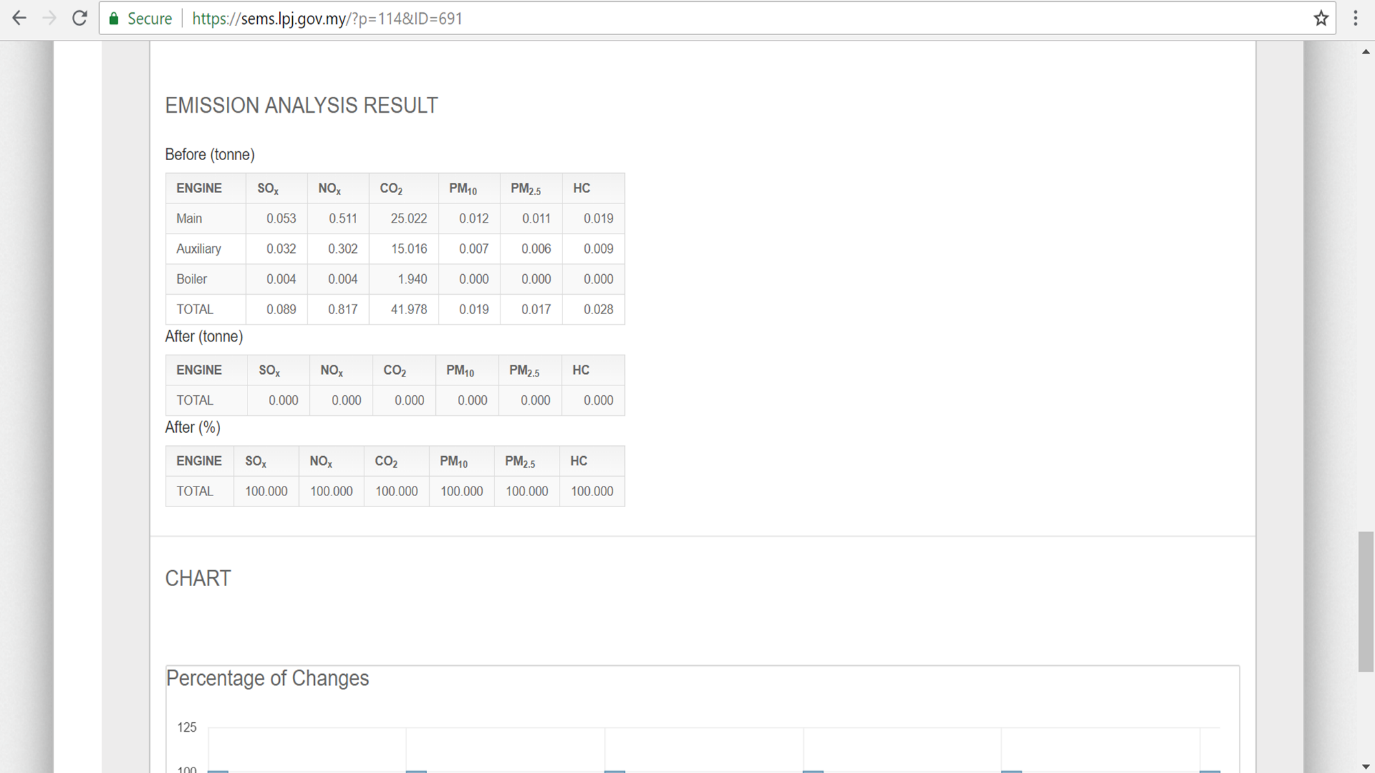 Secure https://sems.lpj.gov.my/?p=114&ID=691
EMISSION ANALYSIS RESULT
Before (tonne)
ENGINE SOx NOx CO2 PM10 PM2.5 HC
Main 0.053 0.511 25.022 0.012 0.011 0.019
Auxiliary 0.032 0.302 15.016 0.007 0.006 0.009
Boiler 0.004 0.004 1.940 0.000 0.000 0.000
TOTAL 0.089 0.817 41.978 0.019 0.017 0.028
After (tonne)
ENGINE SOx NOx CO2 PM10 PM2.5 HC
TOTAL 0.000 0.000 0.000 0.000 0.000 0.000
After (%)
ENGINE SOx NOx CO2 PM10 PM2.5 HC
TOTAL 100.000 100.000 100.000 100.000 100.000 100.000
CHART
Percentage of Changes
125
100